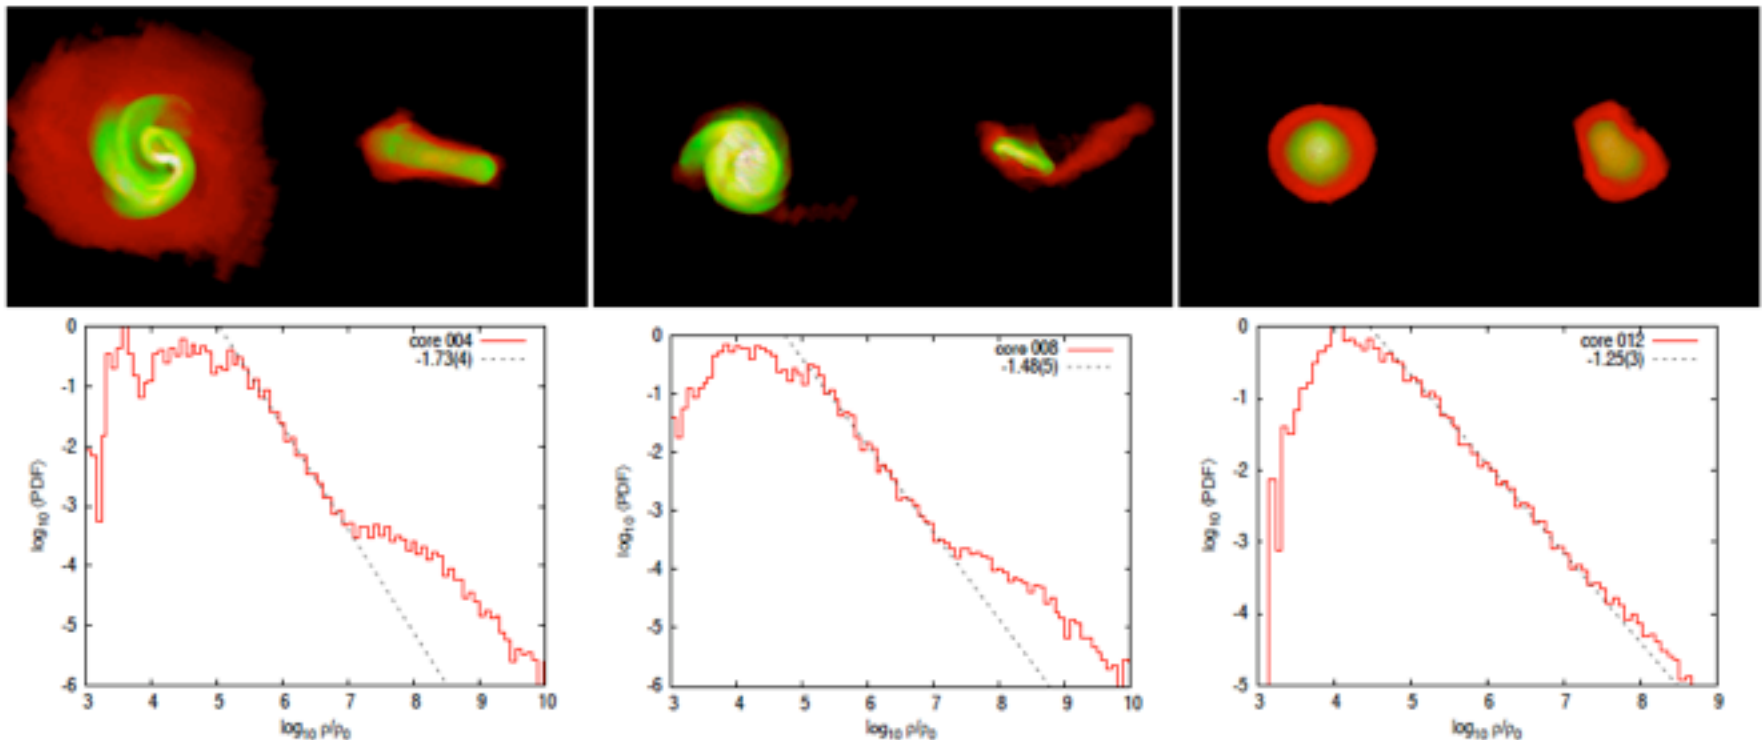 core 004
-1.73(4)
0
-1
-2
-3
-4
-5
-6
log10 (PDF)
3 4 5 6 7 8 9 10
log10 ρ/ρ0
core 008
-1.48(5)
0
-1
-2
-3
-4
-5
-6
log10 (PDF)
3 4 5 6 7 8 9 10
log10 ρ/ρ0
core 012
-1.25(3)
0
-1
-2
-3
-4
-5
log10 (PDF)
3 4 5 6 7 8 9
log10 ρ/ρ0